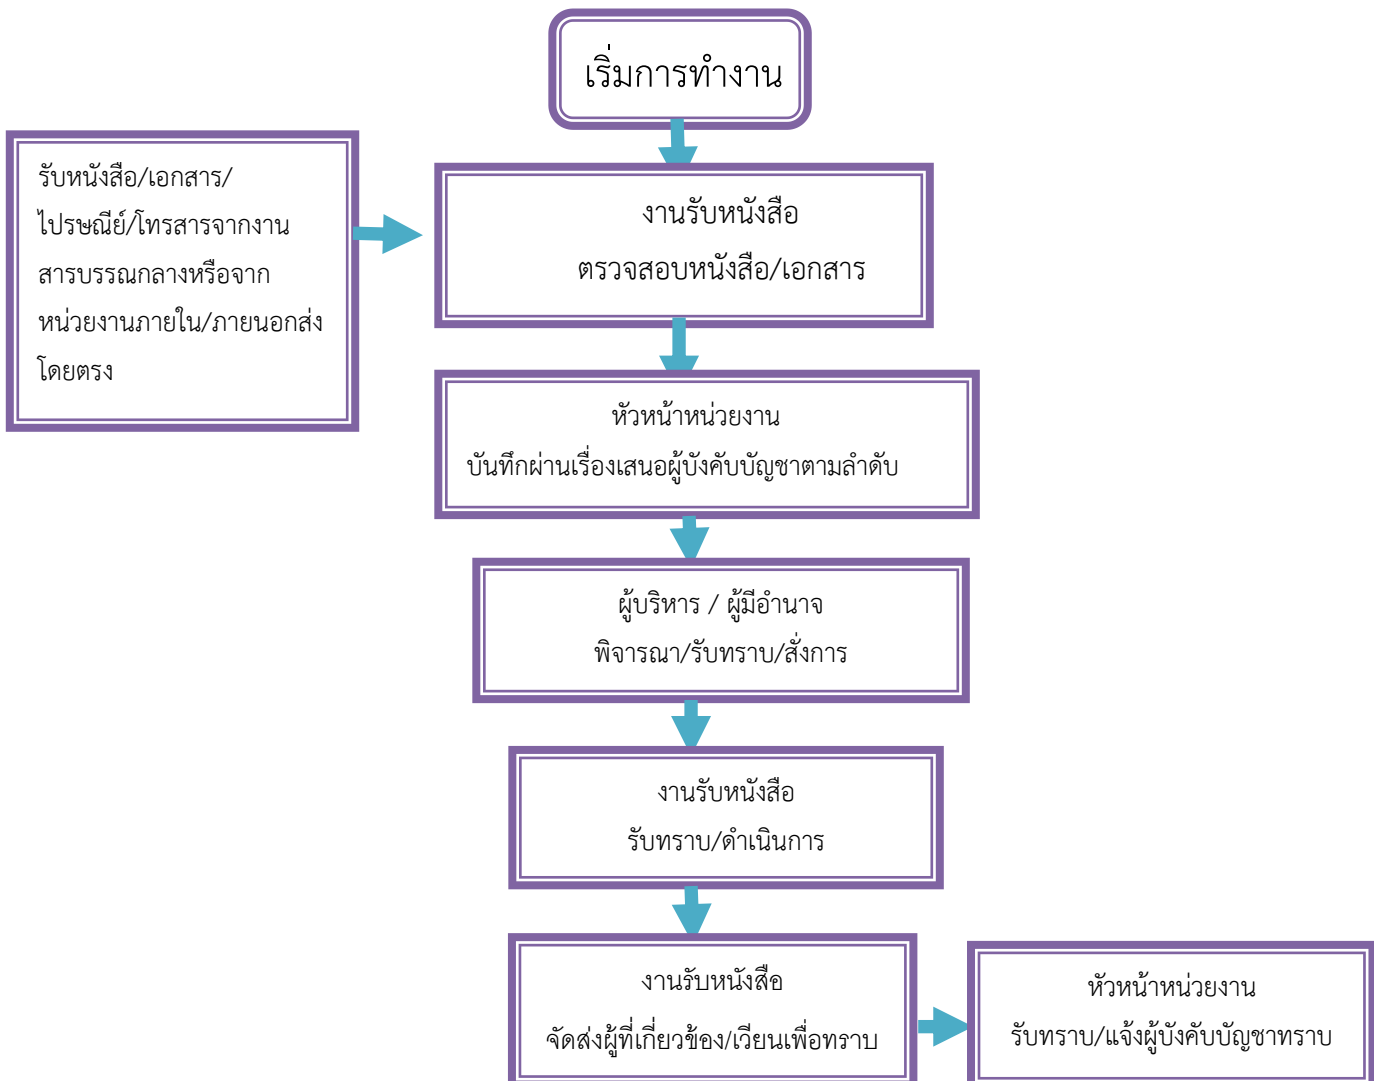 เริ่มการทำงาน
รับหนังสือ/เอกสาร/
ไปรษณีย์/โทรสารจากงาน
สารบรรณกลางหรือจาก
หน่วยงานภายใน/ภายนอกส่ง
โดยตรง
งานรับหนังสือ
ตรวจสอบหนังสือ/เอกสาร
หัวหน้าหน่วยงาน
บันทึกผ่านเรื่องเสนอผู้บังคับบัญชาตามลำดับ
ผู้บริหาร / ผู้มีอำนาจ
พิจารณา/รับทราบ/สั่งการ
งานรับหนังสือ
รับทราบ/ดำเนินการ
งานรับหนังสือ
จัดส่งผู้ที่เกี่ยวข้อง/เวียนเพื่อทราบ
หัวหน้าหน่วยงาน
รับทราบ/แจ้งผู้บังคับบัญชาทราบ